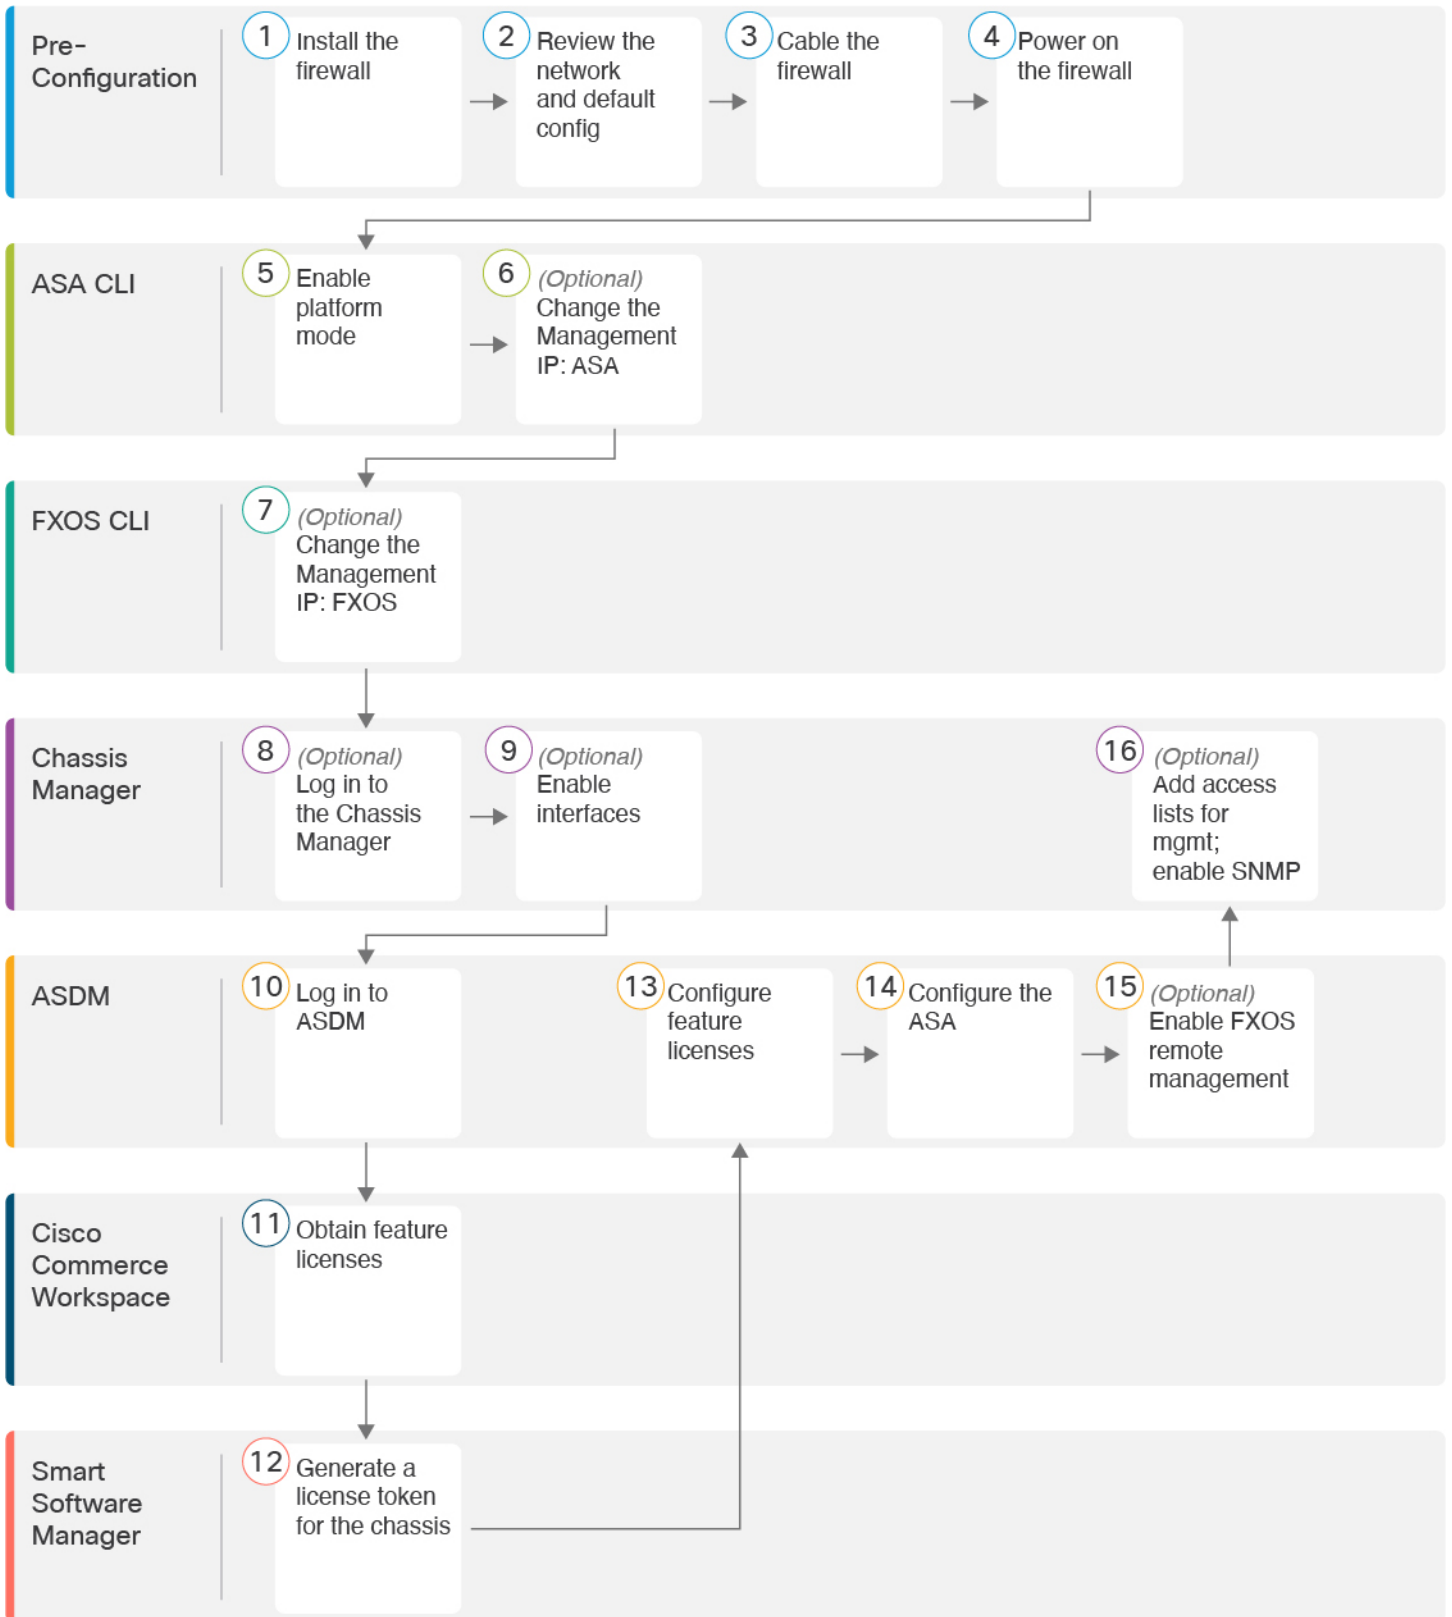 Pre-
Configuration
1
Install the
firewall
2
Review the
network
and default
config
3
Cable the
firewall
4
Power on
the firewall
ASA CLI
5
Enable
platform
mode
6
(Optional)
Change the
Management
IP: ASA
FXOS CLI
7
(Optional)
Change the
Management
IP: FXOS
Chassis
Manager
8
(Optional)
Log in to
the Chassis
Manager
9
(Optional)
Enable
interfaces
16
(Optional)
Add access
lists for
mgmt;
enable SNMP
ASDM
10
Log in to
ASDM
13
Configure
feature
licenses
14
Configure the
ASA
15
(Optional)
Enable FXOS
remote
management
Cisco
Commerce
Workspace
11
Obtain feature
licenses
Smart
Software
Manager
12
Generate a
license token
for the chassis